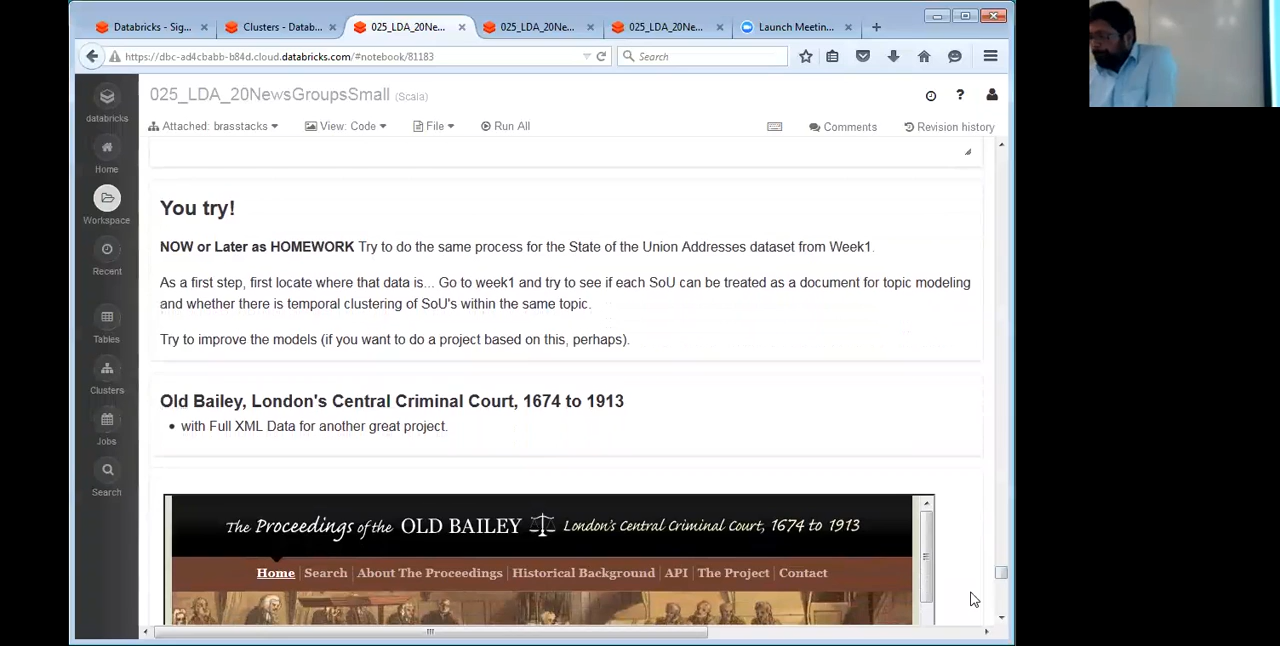 Databricks - Sig...
Clusters - Datab...
025_LDA_20Ne...
025_LDA_20Ne...
025_LDA_20Ne...
Launch Meetin...
https://dbc-ad4cbabb-b84d.cloud.databricks.com/#notebook/81183
Search
databricks
Home
Workspace
Recent
Tables
Clusters
Jobs
Search
025_LDA_20NewsGroupsSmall (Scala)
Attached: brasstacks
View: Code
File
Run All
Comments
Revision history
You try!
NOW or Later as HOMEWORK Try to do the same process for the State of the Union Addresses dataset from Week1.
As a first step, first locate where that data is... Go to week1 and try to see if each SoU can be treated as a document for topic modeling
and whether there is temporal clustering of SoU's within the same topic.
Try to improve the models (if you want to do a project based on this, perhaps).
Old Bailey, London's Central Criminal Court, 1674 to 1913
• with Full XML Data for another great project.
The Proceedings of the OLD BAILEY London's Central Criminal Court, 1674 to 1913
Home | Search | About The Proceedings | Historical Background | API | The Project | Contact